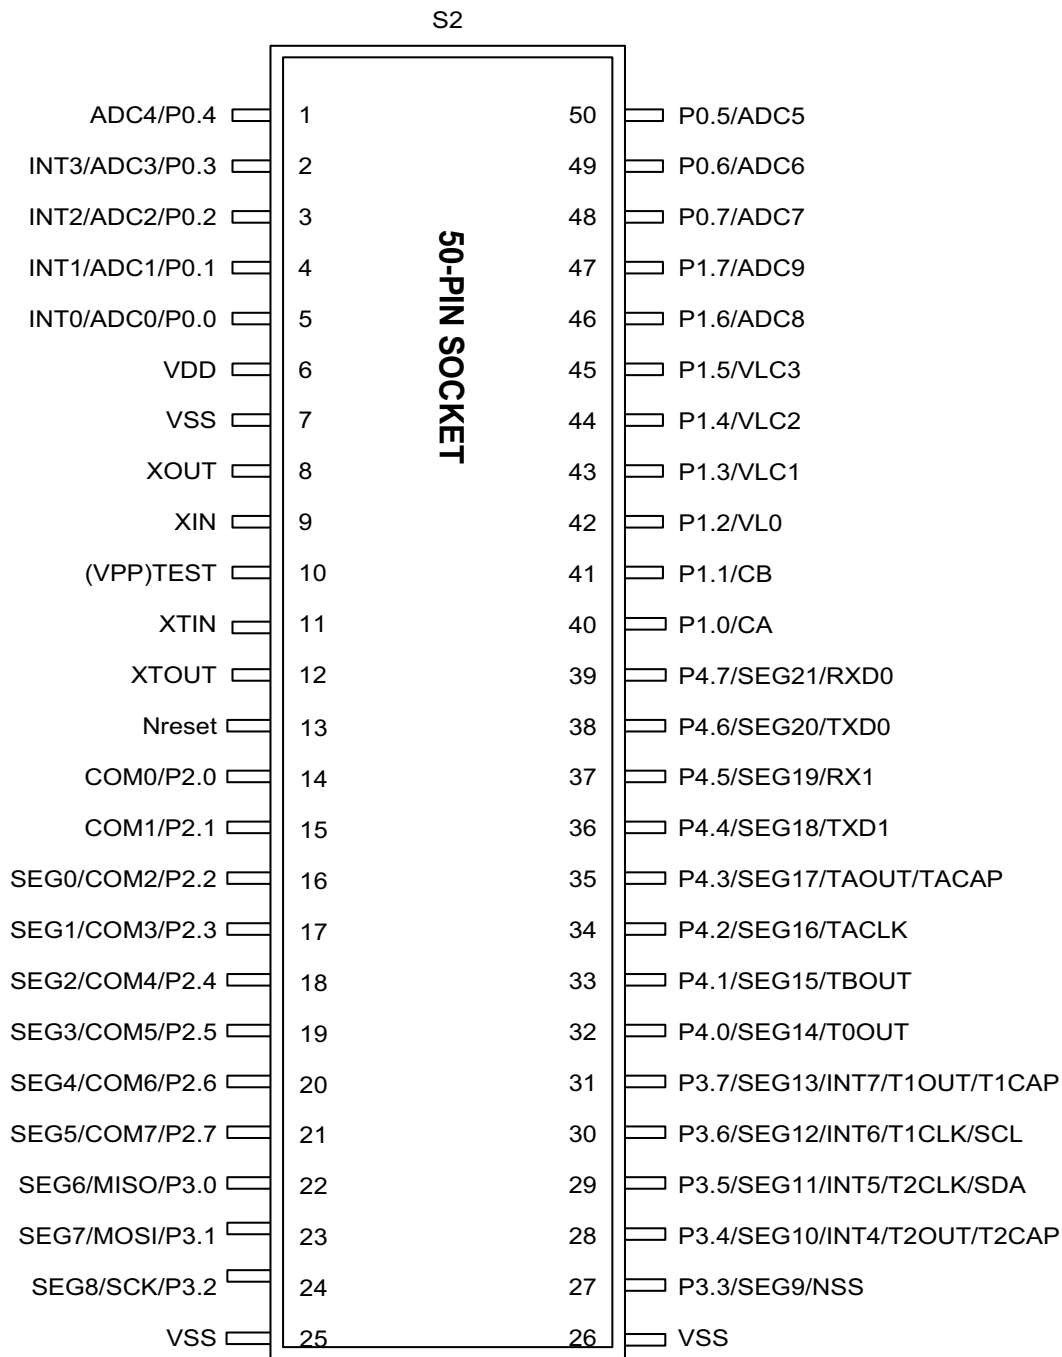 S2
ADC4/P0.4 1 50 P0.5/ADC5
INT3/ADC3/P0.3 2 49 P0.6/ADC6
INT2/ADC2/P0.2 3 48 P0.7/ADC7
INT1/ADC1/P0.1 4 47 P1.7/ADC9
INT0/ADC0/P0.0 5 46 P1.6/ADC8
VDD 6 45 P1.5/VLC3
VSS 7 44 P1.4/VLC2
XOUT 8 43 P1.3/VLC1
XIN 9 42 P1.2/VL0
(VPP)TEST 10 41 P1.1/CB
XTIN 11 40 P1.0/CA
XTOUT 12 39 P4.7/SEG21/RXD0
Nreset 13 38 P4.6/SEG20/TXD0
COM0/P2.0 14 37 P4.5/SEG19/RX1
COM1/P2.1 15 36 P4.4/SEG18/TXD1
SEG0/COM2/P2.2 16 35 P4.3/SEG17/TAOUT/TACAP
SEG1/COM3/P2.3 17 34 P4.2/SEG16/TACLK
SEG2/COM4/P2.4 18 33 P4.1/SEG15/TBOUT
SEG3/COM5/P2.5 19 32 P4.0/SEG14/T0OUT
SEG4/COM6/P2.6 20 31 P3.7/SEG13/INT7/T1OUT/T1CAP
SEG5/COM7/P2.7 21 30 P3.6/SEG12/INT6/T1CLK/SCL
SEG6/MISO/P3.0 22 29 P3.5/SEG11/INT5/T2CLK/SDA
SEG7/MOSI/P3.1 23 28 P3.4/SEG10/INT4/T2OUT/T2CAP
SEG8/SCK/P3.2 24 27 P3.3/SEG9/NSS
VSS 25 26 VSS
50-PIN SOCKET